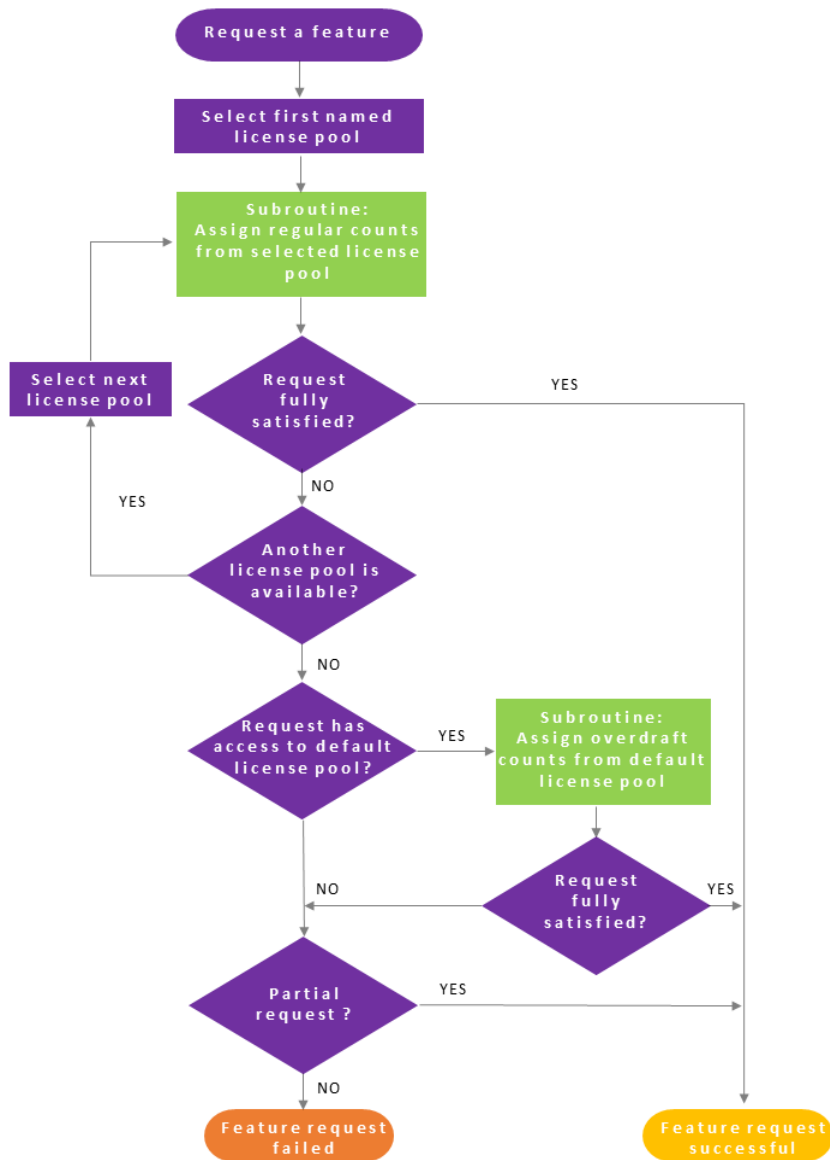 Request a feature
Select first named
license pool
Subroutine:
Assign regular counts
from selected license
pool
Select next
license pool
Request
fully
satisfied?
YES
NO
YES
Another
license pool is
available?
NO
Request has
access to default
license pool?
YES
Subroutine:
Assign overdraft
counts from default
license pool
NO
Request
fully
satisfied?
YES
Partial
request ?
YES
NO
Feature request
failed
Feature request
successful